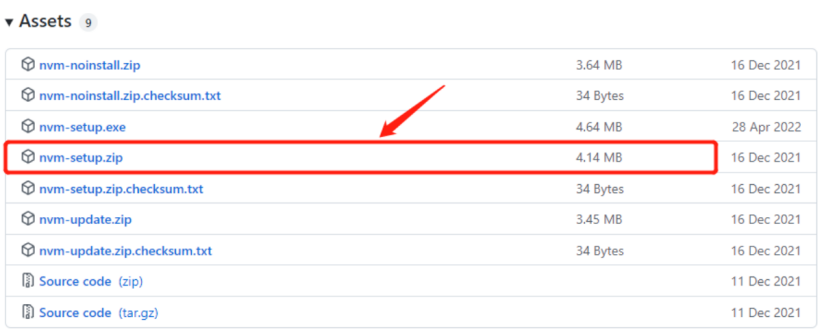 Assets 9
nvm-noinstall.zip 3.64 MB 16 Dec 2021
nvm-noinstall.zip.checksum.txt 34 Bytes 16 Dec 2021
nvm-setup.exe 4.64 MB 28 Apr 2022
nvm-setup.zip 4.14 MB 16 Dec 2021
nvm-setup.zip.checksum.txt 34 Bytes 16 Dec 2021
nvm-update.zip 3.45 MB 16 Dec 2021
nvm-update.zip.checksum.txt 34 Bytes 16 Dec 2021
Source code (zip) 11 Dec 2021
Source code (tar.gz) 11 Dec 2021